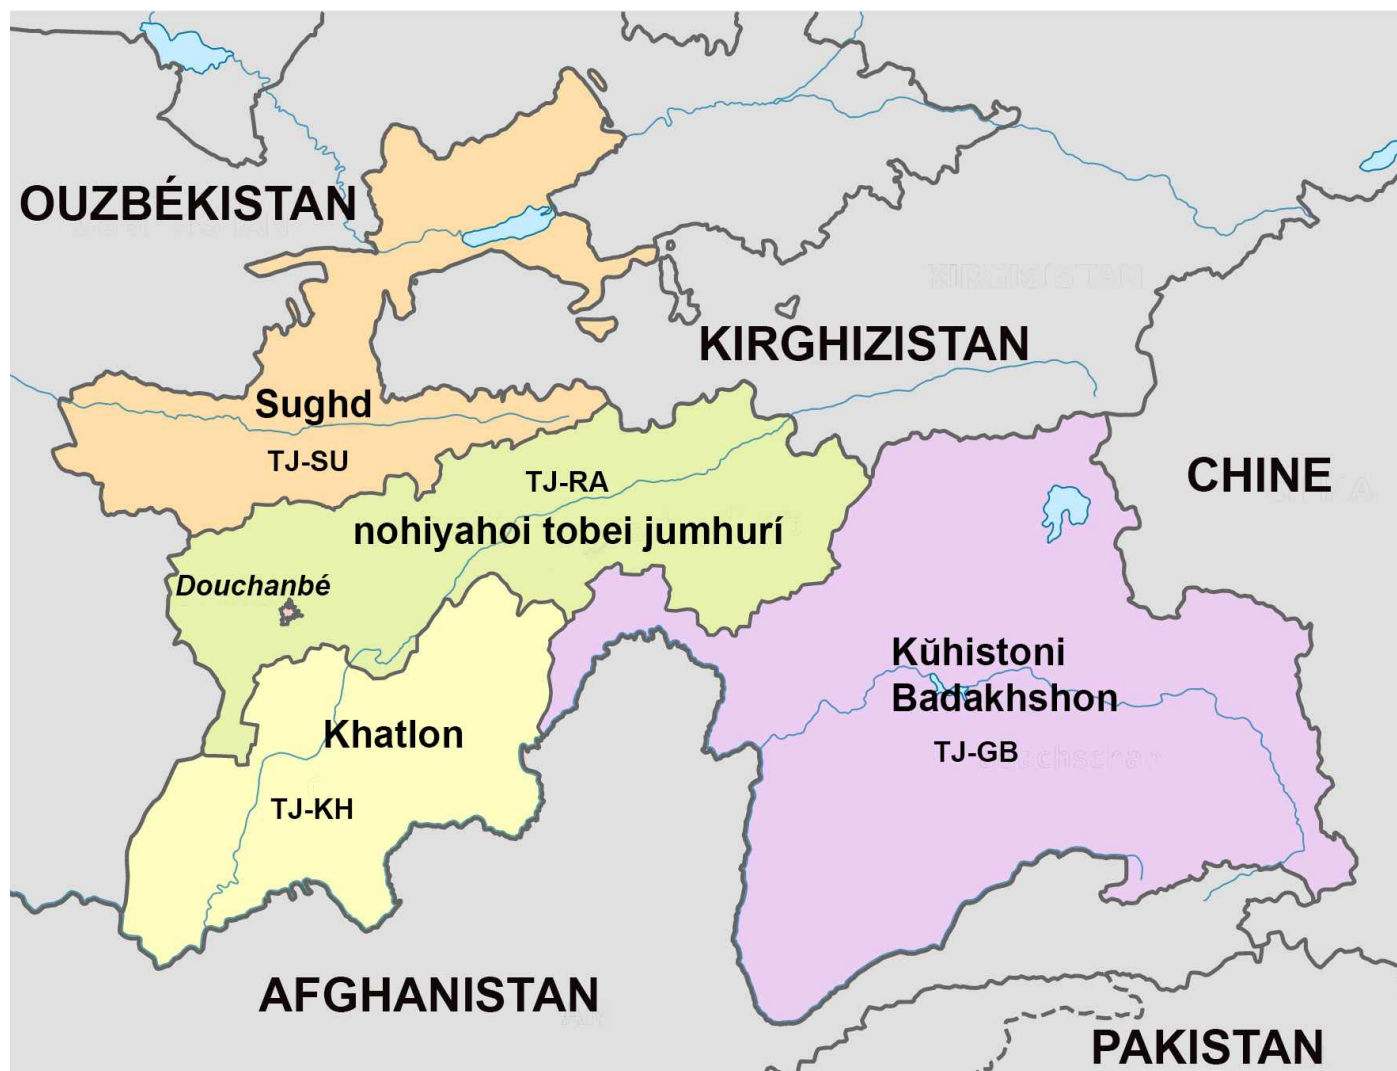 OUZBÉKISTAN
KIRGHIZISTAN
Sughd
TJ-SU
CHINE
TJ-RA
nohiyahoi tobei jumhurí
Douchanbé
Kŭhistoni
Badakhshon
TJ-GB
Khatlon
TJ-KH
AFGHANISTAN
PAKISTAN